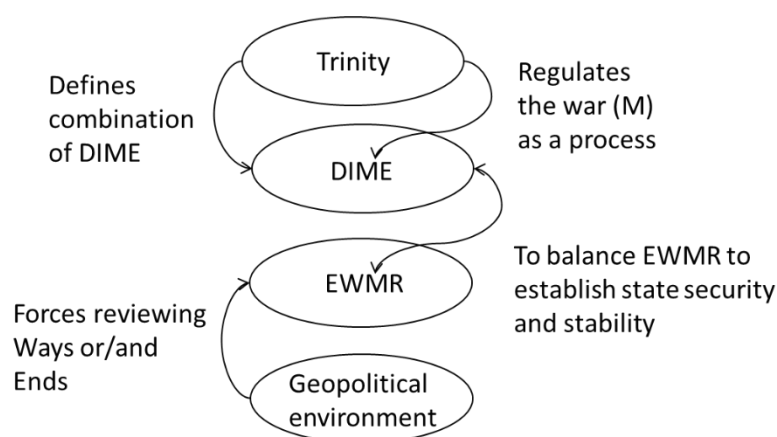 Trinity
Defines
combination
of DIME
Regulates
the war (M)
as a process
DIME
EWMR
To balance EWMR to
establish state security
and stability
Forces reviewing
Ways or/and
Ends
Geopolitical
environment